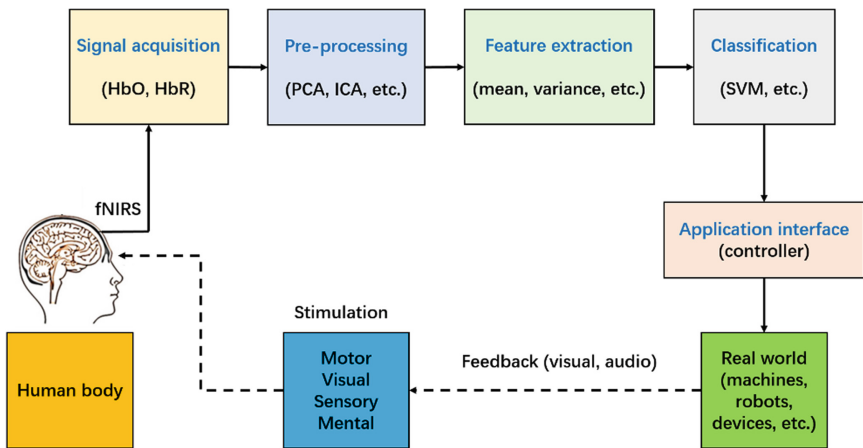 Signal acquisition
(HbO, HbR)
Pre-processing
(PCA, ICA, etc.)
Feature extraction
(mean, variance, etc.)
Classification
(SVM, etc.)
fNIRS
Application interface
(controller)
Stimulation
Human body
Motor
Visual
Sensory
Mental
Feedback (visual, audio)
Real world
(machines,
robots,
devices, etc.)